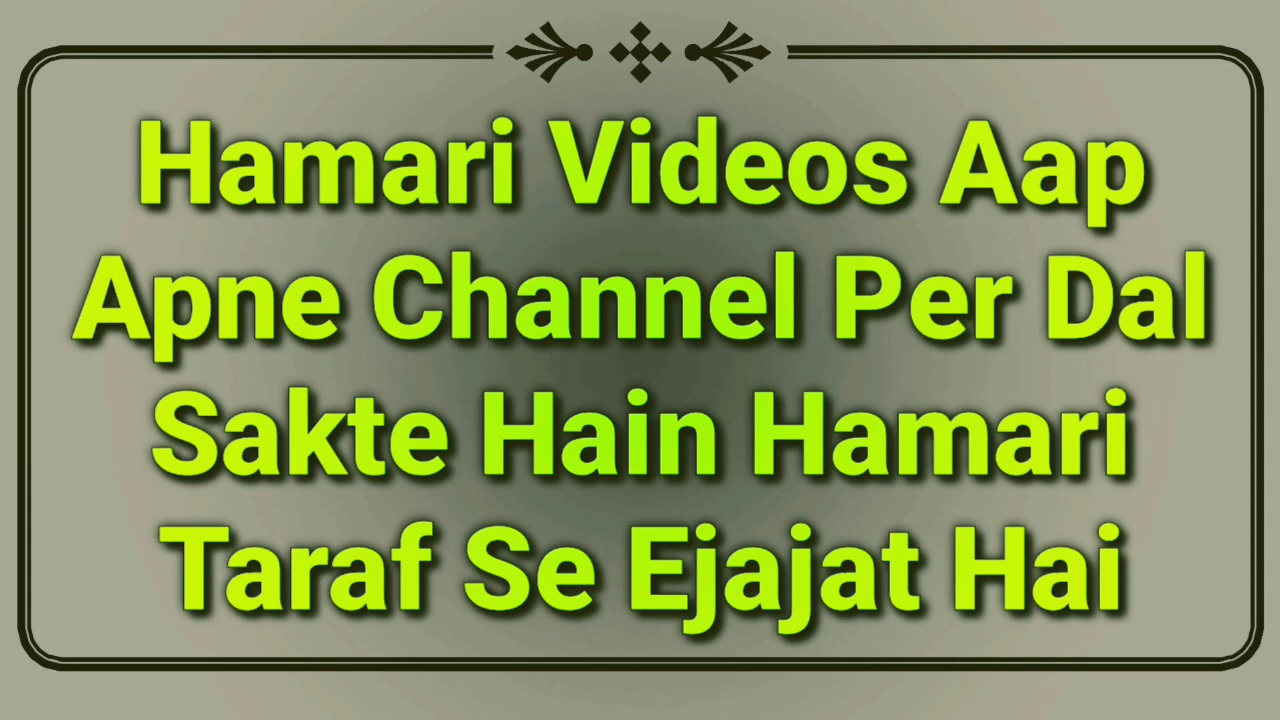 Hamari Videos Aap
Apne Channel Per Dal
Sakte Hain Hamari
Taraf Se Ejajat Hai